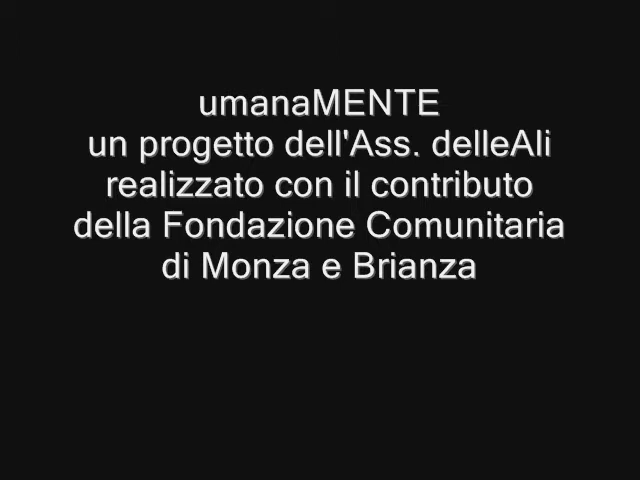 umanaMENTE
un progetto dell'Ass. delleAli
realizzato con il contributo
della Fondazione Comunitaria
di Monza e Brianza